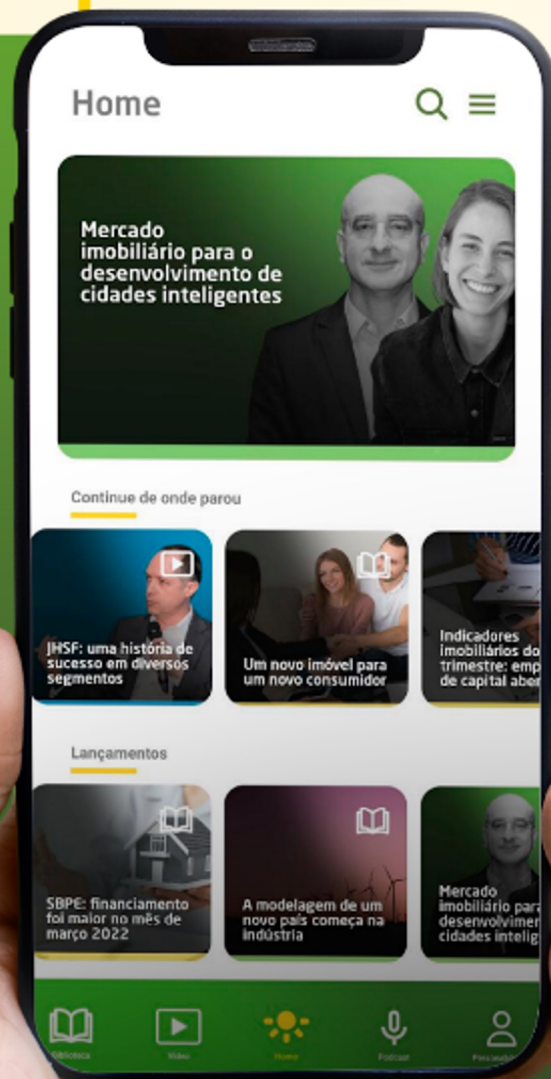 Home
Mercado
imobiliário para o
desenvolvimento de
cidades inteligentes
Continue de onde parou
JHSF: uma história de
sucesso em diversos
segmentos
Um novo imóvel para
um novo consumidor
Indicadores
imobiliários do
trimestre: emp
de capital aber
Lançamentos
SBPE: financiamento
foi maior no mês de
março 2022
A modelagem de um
novo país começa na
indústria
Mercado
imobiliário para
desenvolvimen
cidades intelig
Biblioteca
Vídeo
Home
Podcast